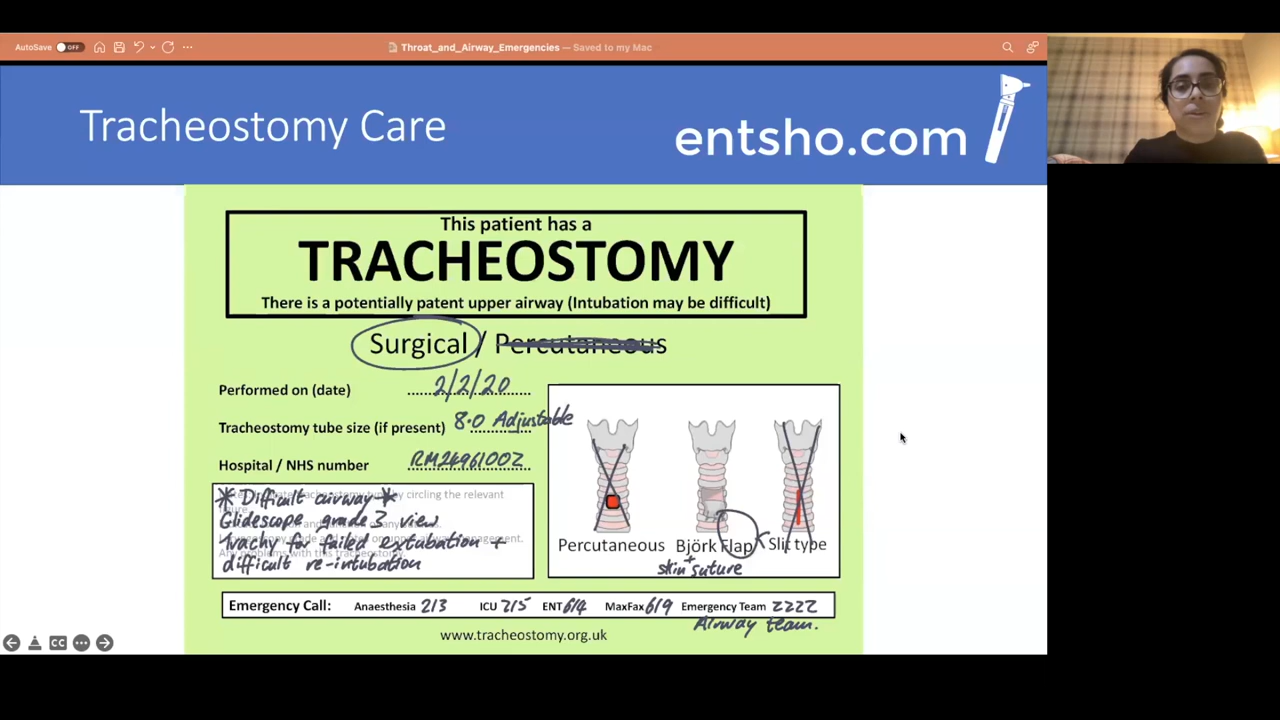 AutoSave OFF
Throat_and_Airway_Emergencies — Saved to my Mac
Tracheostomy Care
entsho.com
This patient has a
TRACHEOSTOMY
There is a potentially patent upper airway (Intubation may be difficult)
Surgical / Percutaneous
Performed on (date) 2/2/20
Tracheostomy tube size (if present) 8.0 Adjustable
Hospital / NHS number RM2496100Z
* Difficult airway *
Glidescope grade 3 view
Trachy for failed extubation +
difficult re-intubation
Percutaneous
Björk Flap
Slit type
+
skin suture
Emergency Call: Anaesthesia 213 ICU 215 ENT 614 MaxFax 619 Emergency Team 2222
Airway team.
www.tracheostomy.org.uk
CC